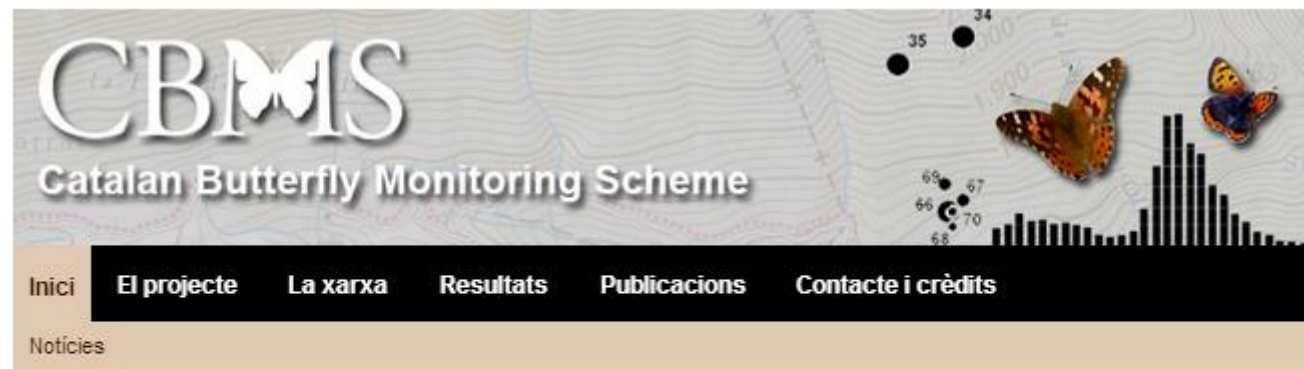 34
35
CBMS
Catalan Butterfly Monitoring Scheme
69
67
66
70
68
Inici El projecte La xarxa Resultats Publicacions Contacte i crèdits
Notícies